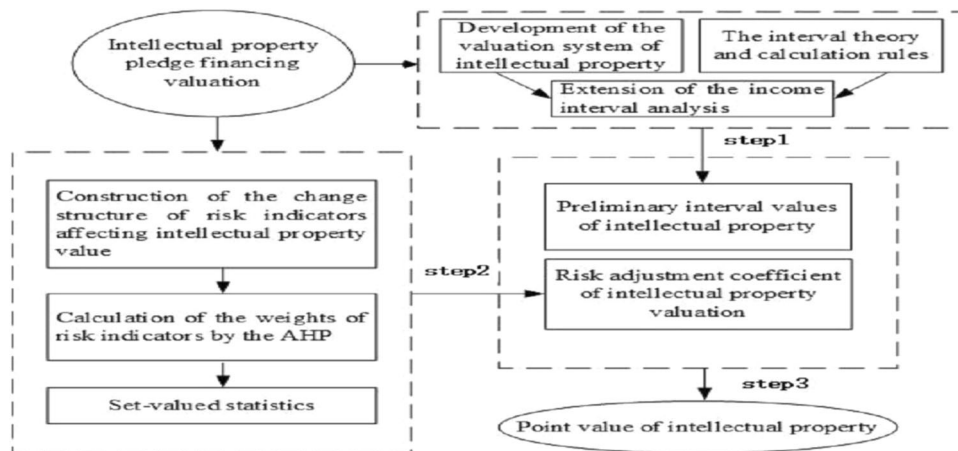 Intellectual property
pledge financing
valuation
Development of the
valuation system of
intellectual property
The interval theory
and calculation rules
Extension of the income
interval analysis
step1
Construction of the change
structure of risk indicators
affecting intellectual property
value
Calculation of the weights
of risk indicators by the AHP
Set-valued statistics
step2
Preliminary interval values
of intellectual property
Risk adjustment coefficient
of intellectual property
valuation
step3
Point value of intellectual property